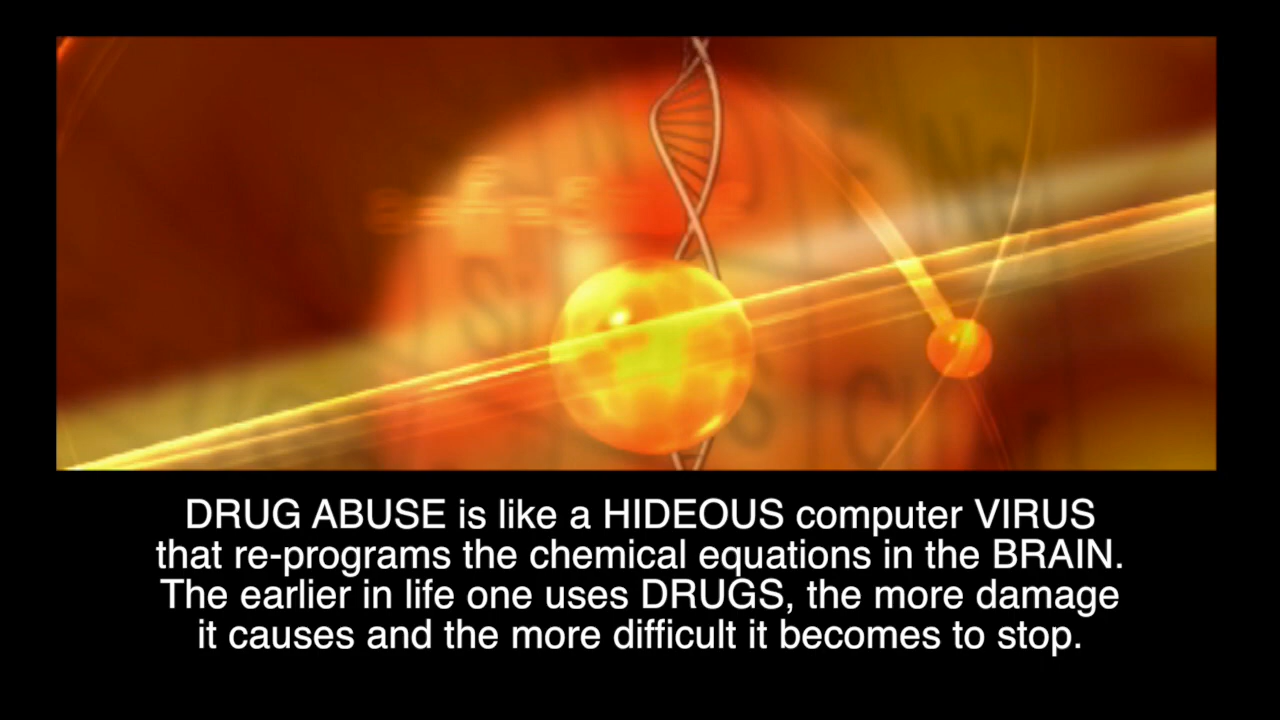 DRUG ABUSE is like a HIDEOUS computer VIRUS
that re-programs the chemical equations in the BRAIN.
The earlier in life one uses DRUGS, the more damage
it causes and the more difficult it becomes to stop.